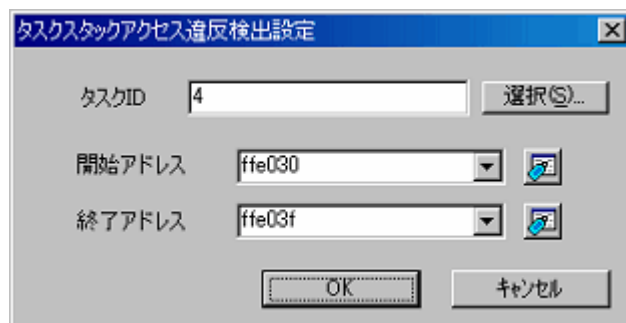 タスクスタックアクセス違反検出設定
タスクID 4 選択(S)...
開始アドレス ffe030
終了アドレス ffe03f
OK キャンセル